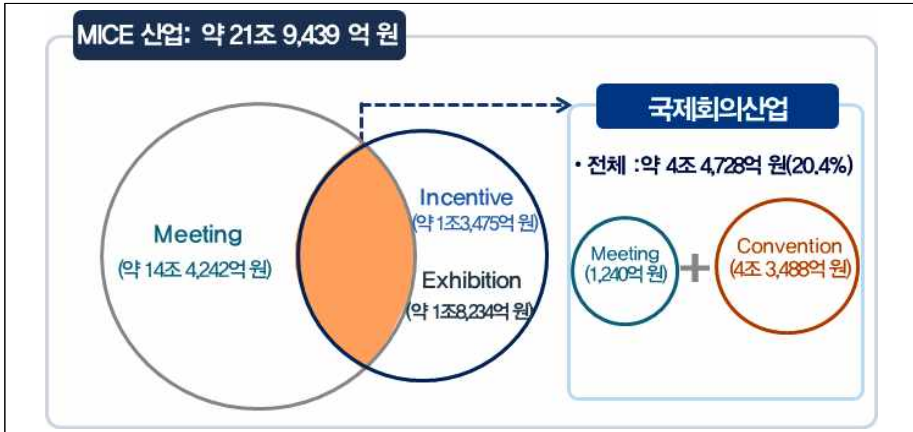 MICE 산업: 약 21조 9,439 억 원
국제회의산업
• 전체 :약 4조 4,728억 원(20.4%)
Meeting
(약 14조 4,242억 원)
Incentive
(약 1조3,475억 원)
Exhibition
(약 1조8,234억 원)
Meeting
(1,240억 원)
+
Convention
(4조 3,488억 원)